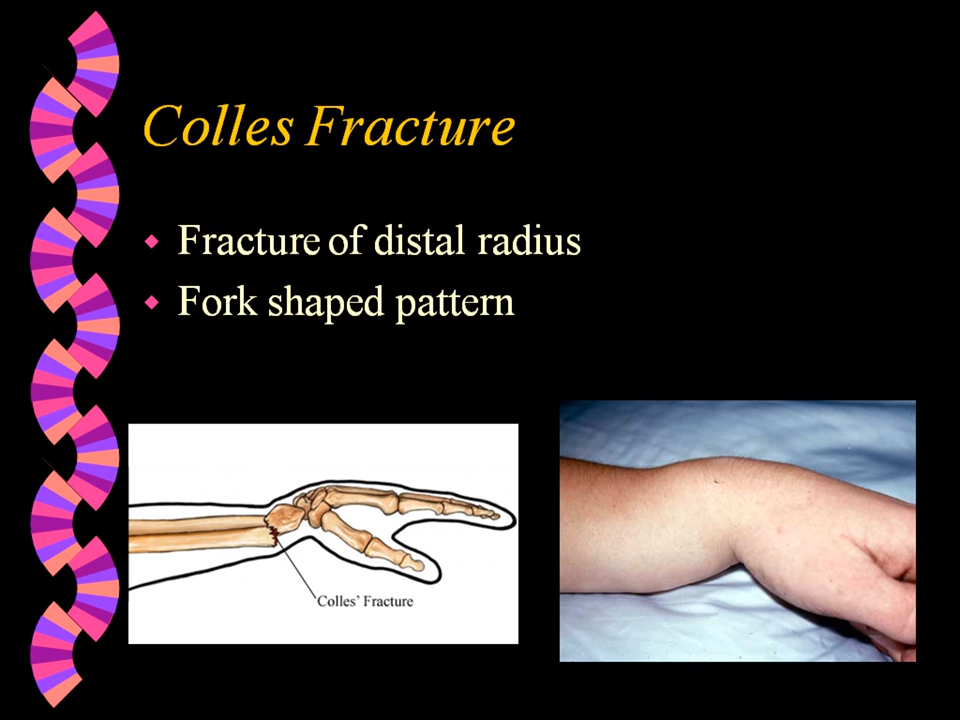 Colles Fracture
Fracture of distal radius
Fork shaped pattern
Colles' Fracture